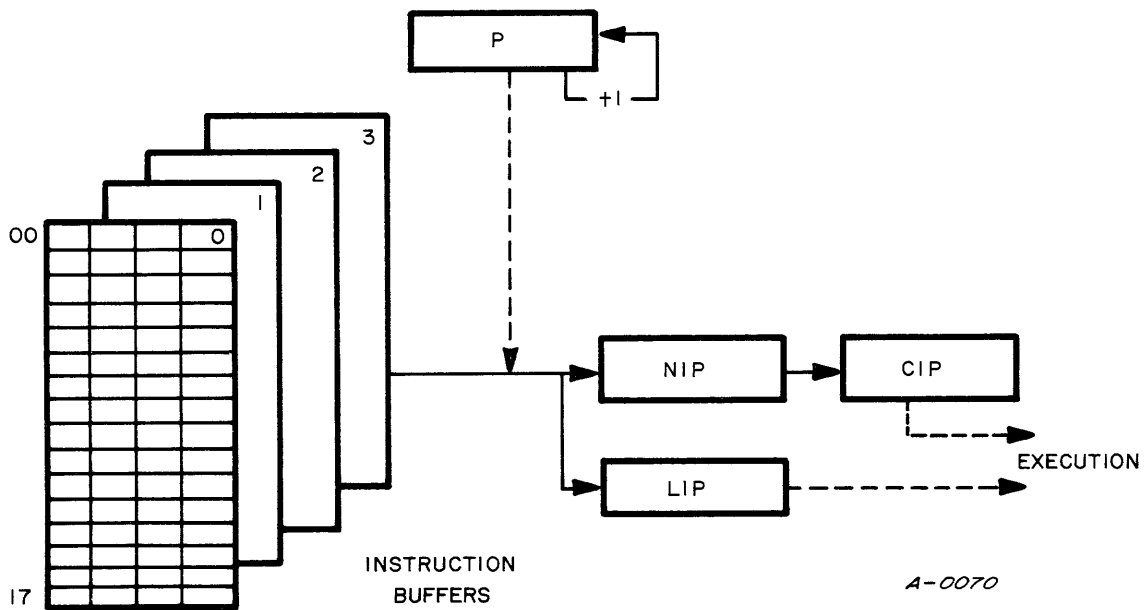 P
+1
3
2
1
00
0
NIP
CIP
EXECUTION
LIP
INSTRUCTION
BUFFERS
17
A-0070